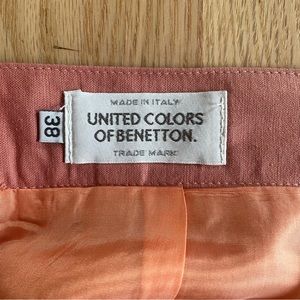 MADE IN ITALY
UNITED COLORS
OF BENETTON.
TRADE MARK
38